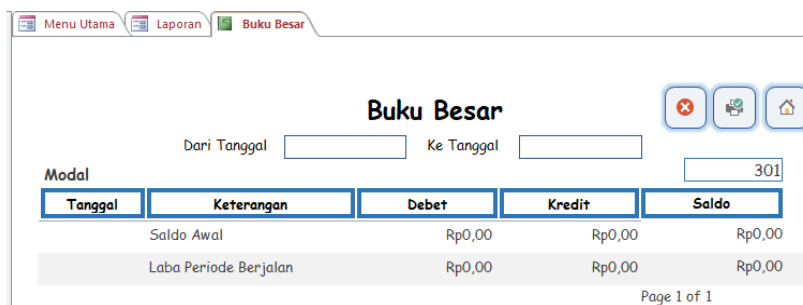 Menu Utama Laporan Buku Besar
Buku Besar
Dari Tanggal Ke Tanggal
Modal 301
Tanggal Keterangan Debet Kredit Saldo
Saldo Awal Rp0,00 Rp0,00 Rp0,00
Laba Periode Berjalan Rp0,00 Rp0,00 Rp0,00
Page 1 of 1